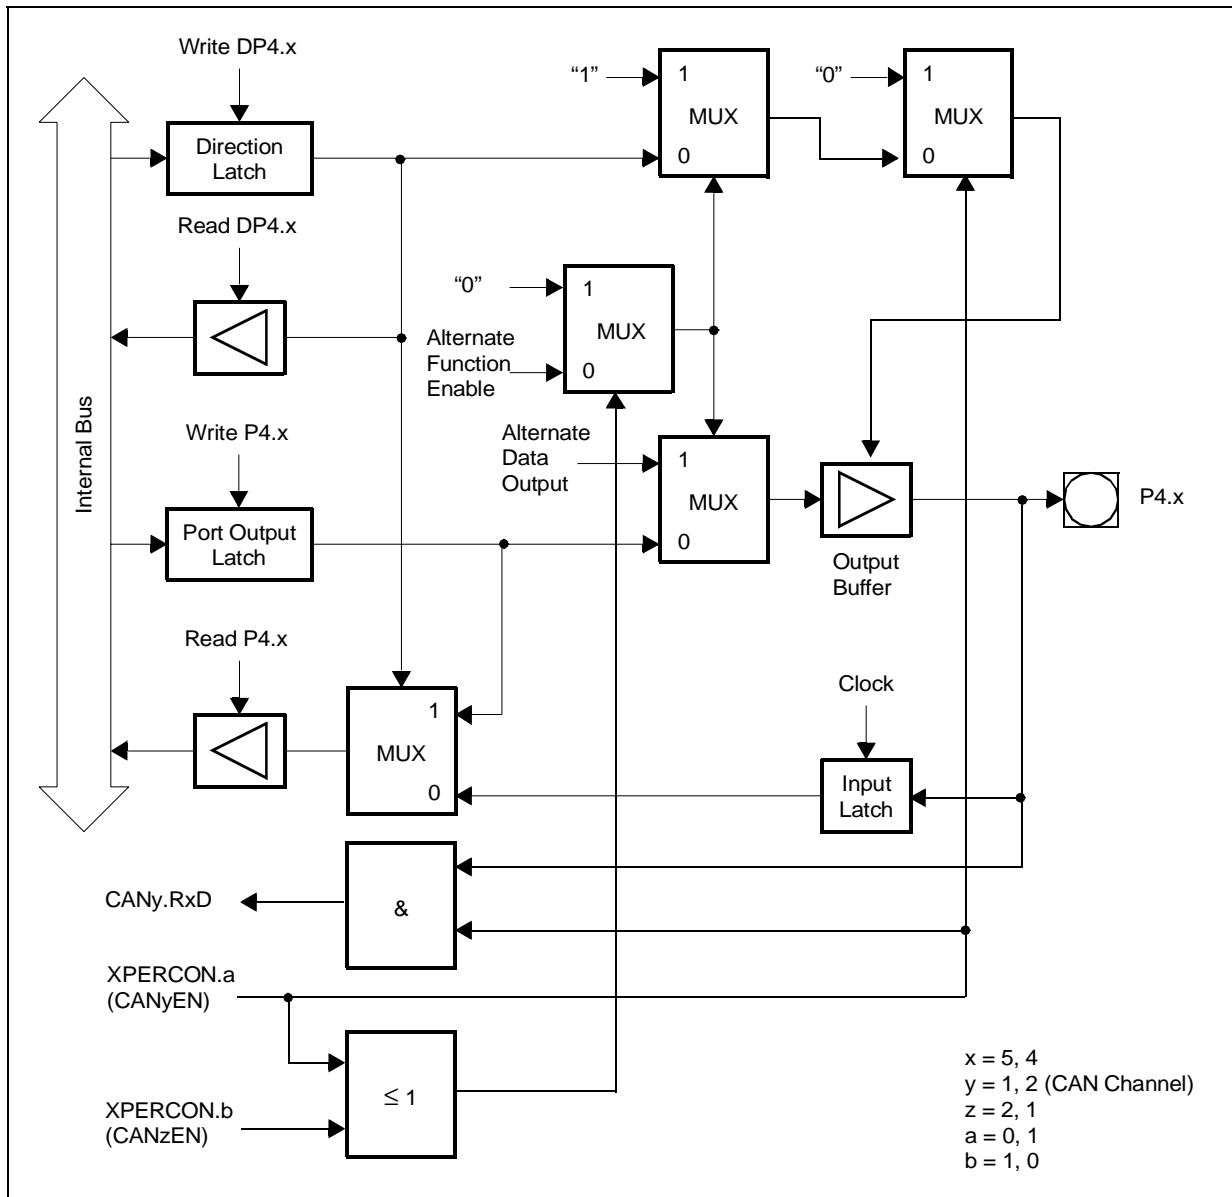 Write DP4.x
“1”
1
MUX
0
“0”
1
MUX
0
Direction
Latch
Read DP4.x
“0”
1
MUX
0
Alternate
Function
Enable
Internal Bus
Write P4.x
Alternate
Data
Output
1
MUX
0
P4.x
Port Output
Latch
Output
Buffer
Read P4.x
1
MUX
0
Clock
Input
Latch
CANy.RxD
&
XPERCON.a
(CANyEN)
≤ 1
XPERCON.b
(CANzEN)
x = 5, 4
y = 1, 2 (CAN Channel)
z = 2, 1
a = 0, 1
b = 1, 0